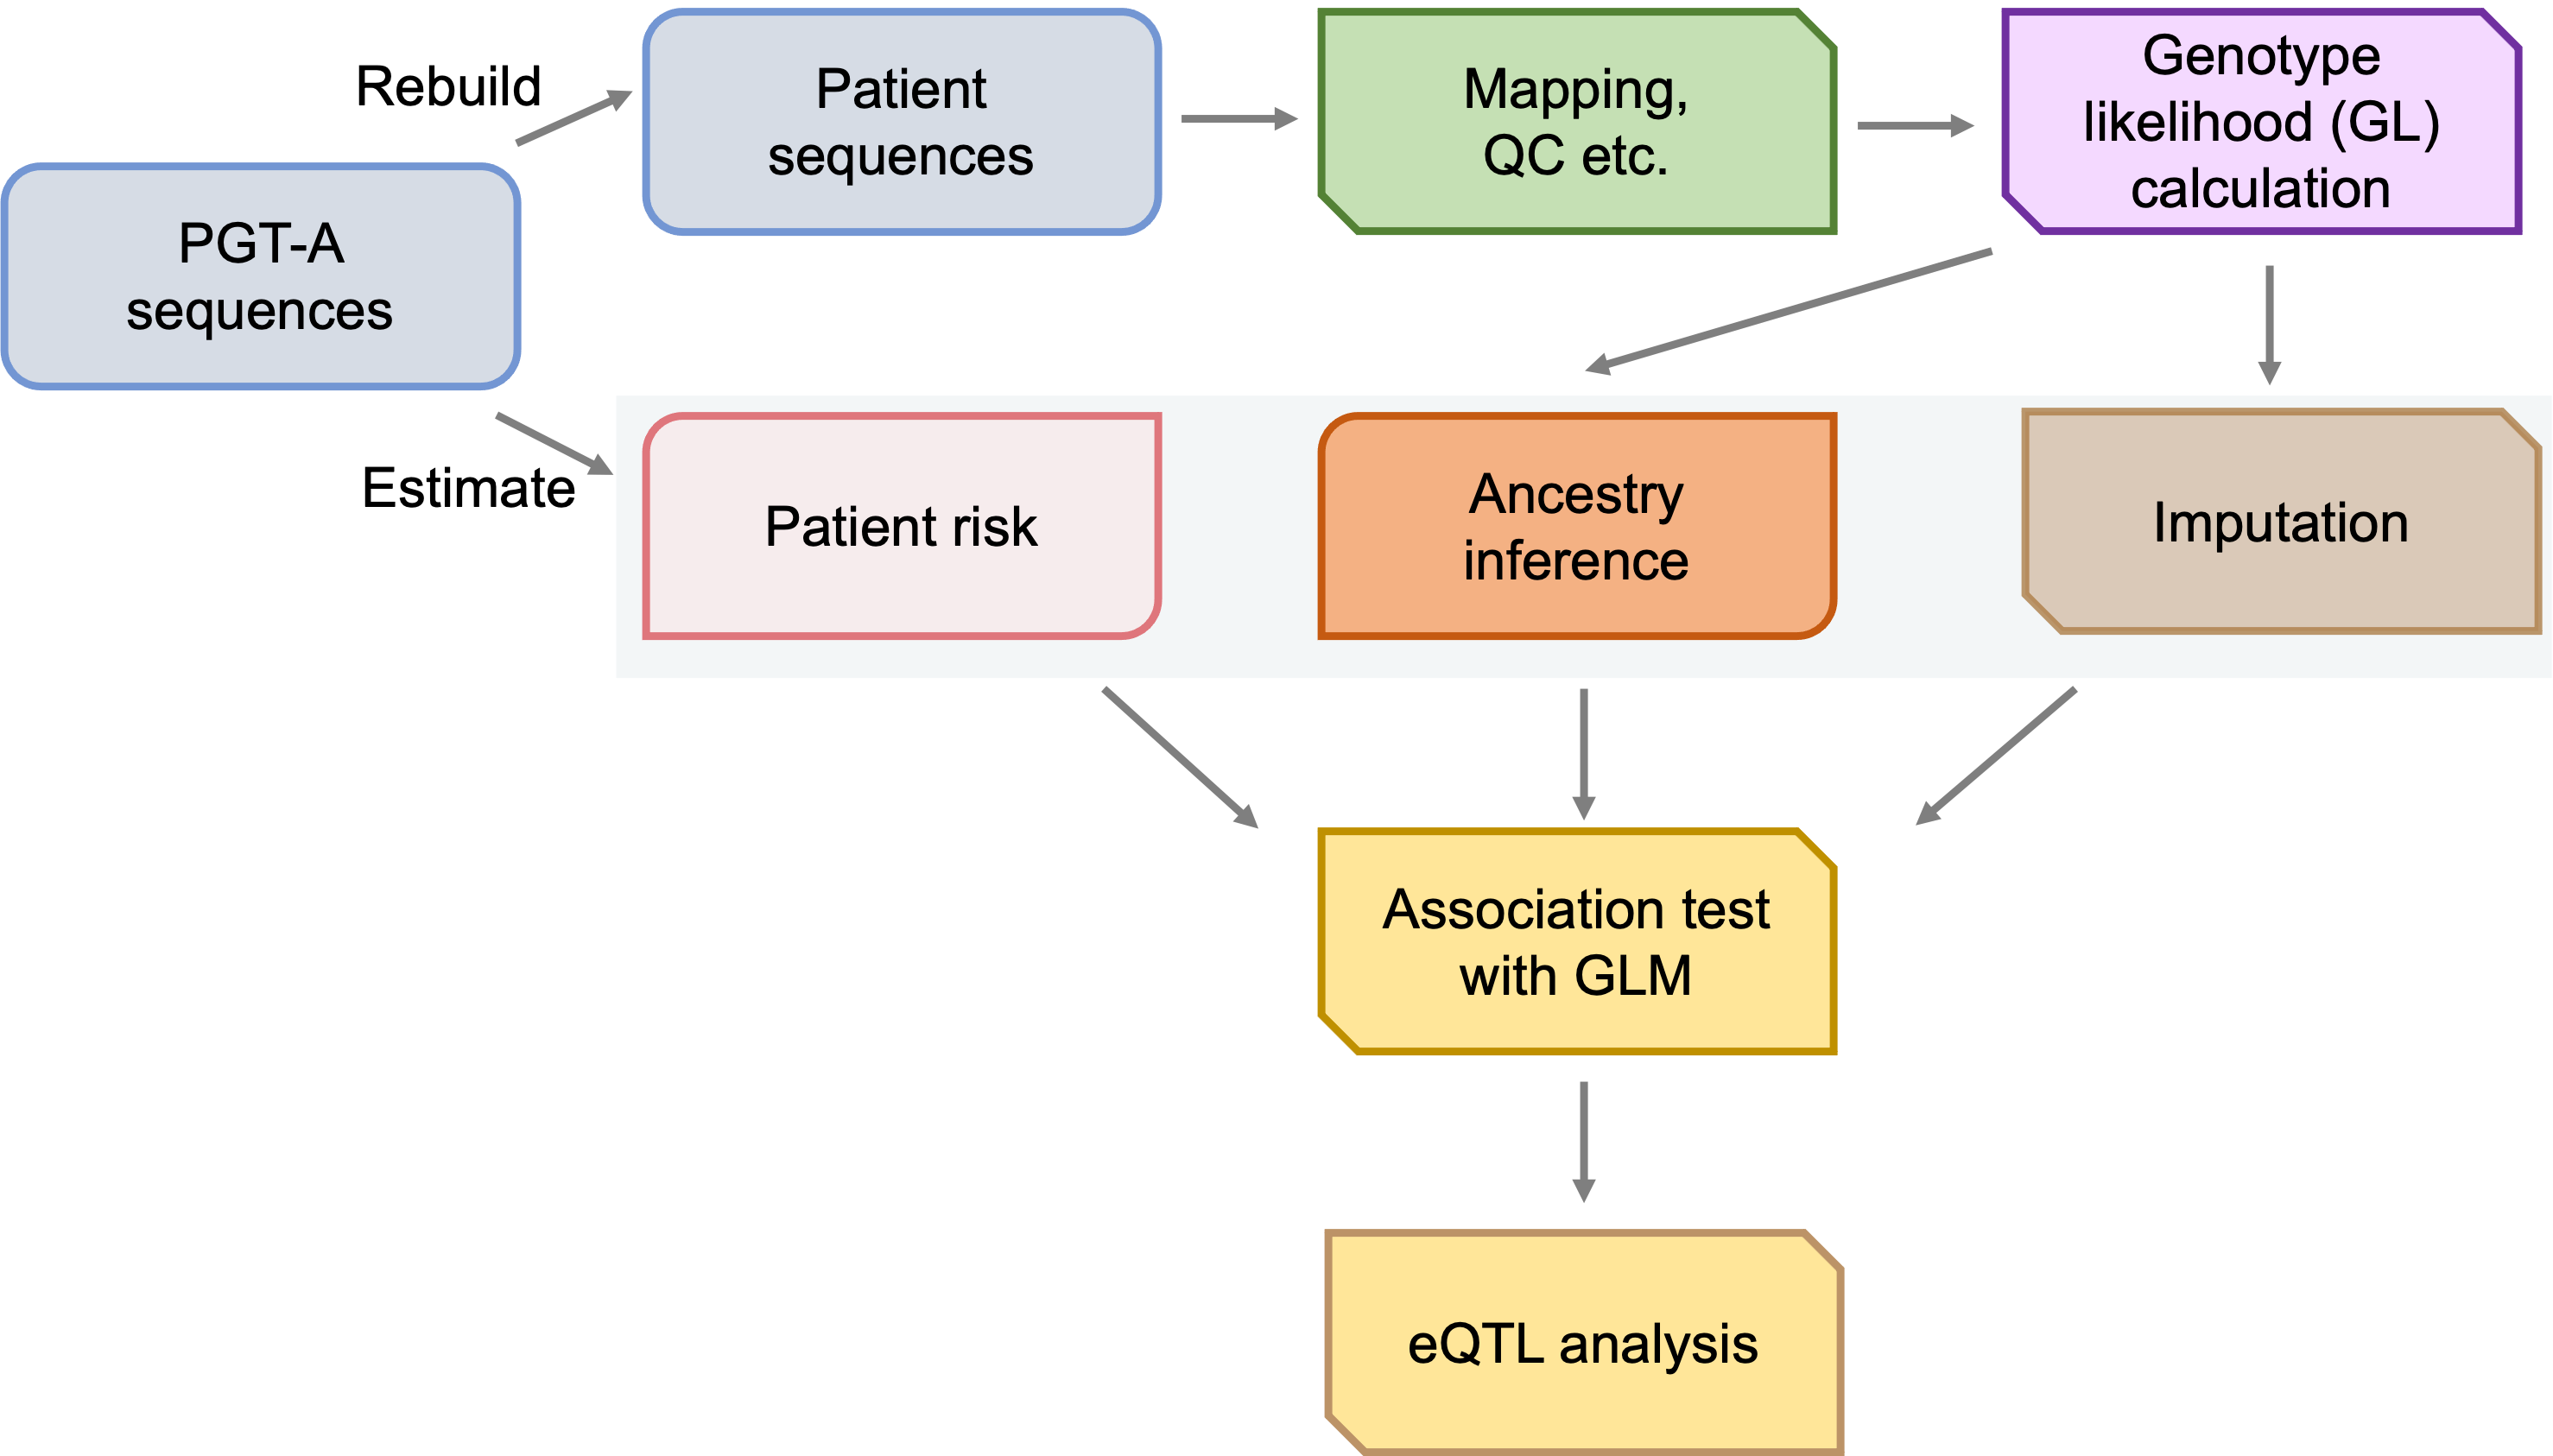 Rebuild
Patient
sequences
Mapping,
QC etc.
Genotype
likelihood (GL)
calculation
PGT-A
sequences
Estimate
Patient risk
Ancestry
inference
Imputation
Association test
with GLM
eQTL analysis